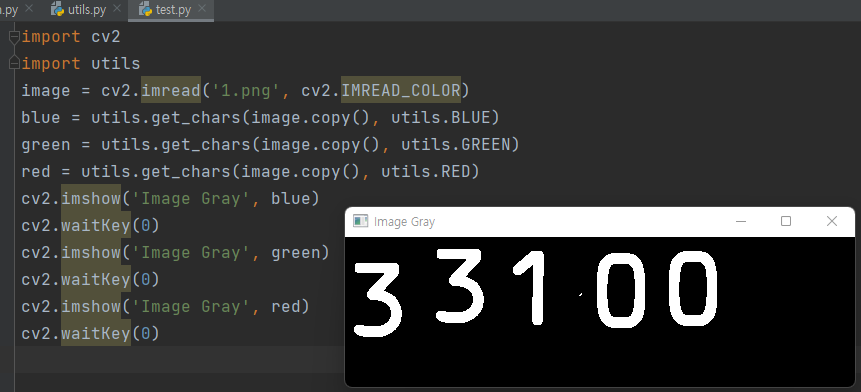 .py
utils.py
test.py
import cv2
import utils
image = cv2.imread('1.png', cv2.IMREAD_COLOR)
blue = utils.get_chars(image.copy(), utils.BLUE)
green = utils.get_chars(image.copy(), utils.GREEN)
red = utils.get_chars(image.copy(), utils.RED)
cv2.imshow('Image Gray', blue)
cv2.waitKey(0)
cv2.imshow('Image Gray', green)
cv2.waitKey(0)
cv2.imshow('Image Gray', red)
cv2.waitKey(0)
Image Gray
33100